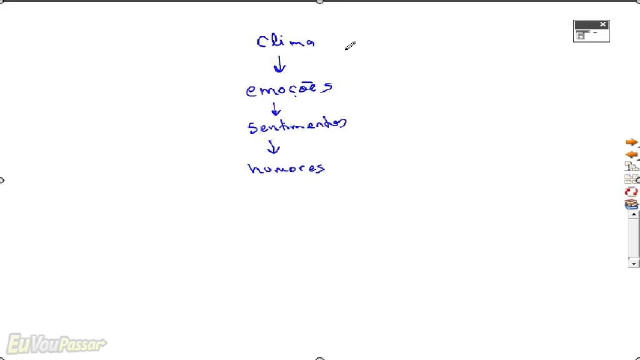 Clima
emoções
sentimentos
humores
EuVouPassar